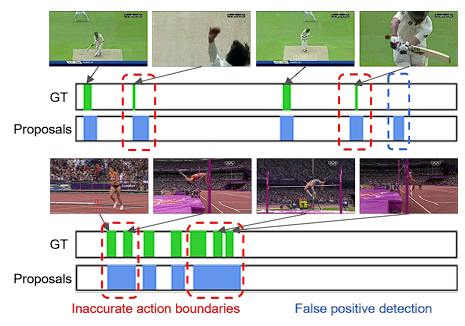 GT
Proposals
GT
Proposals
Inaccurate action boundaries
False positive detection